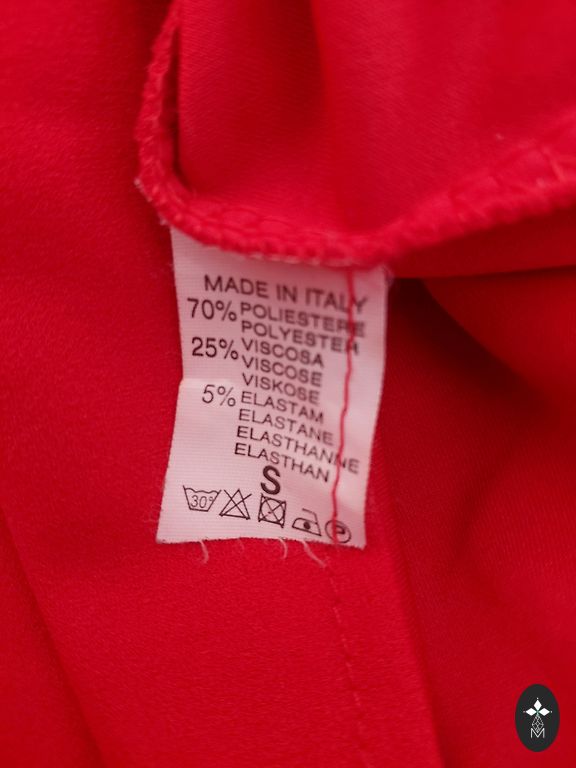 MADE IN ITALY
70% POLIESTERE
POLYESTER
25% VISCOSA
VISCOSE
VISKOSE
5% ELASTAM
ELASTANE
ELASTHANNE
ELASTHAN
S
30°
P
M